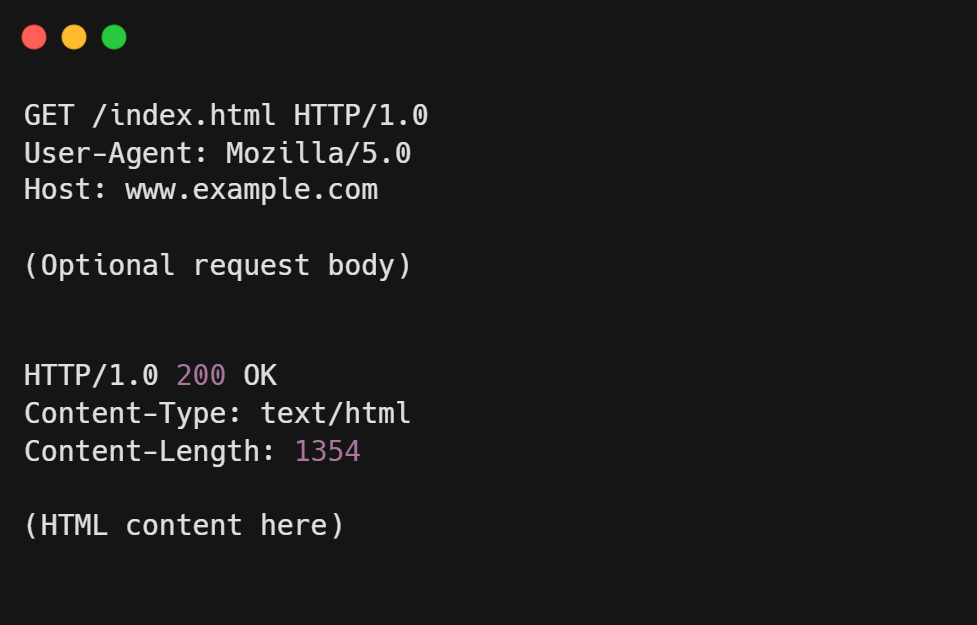 GET /index.html HTTP/1.0
User-Agent: Mozilla/5.0
Host: www.example.com
(Optional request body)
HTTP/1.0 200 OK
Content-Type: text/html
Content-Length: 1354
(HTML content here)